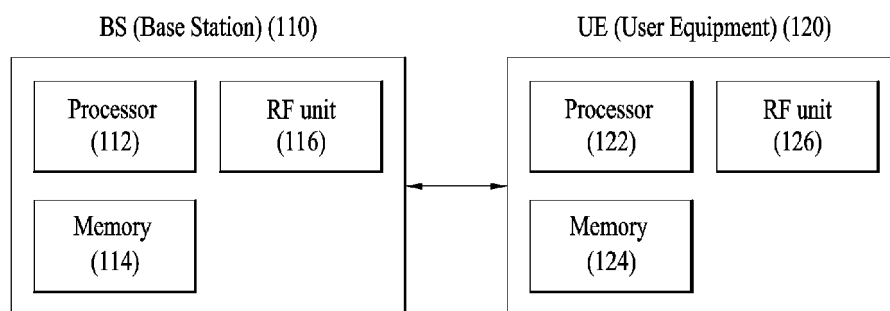 BS (Base Station) (110)
Processor
(112)
RF unit
(116)
Memory
(114)
UE (User Equipment) (120)
Processor
(122)
RF unit
(126)
Memory
(124)